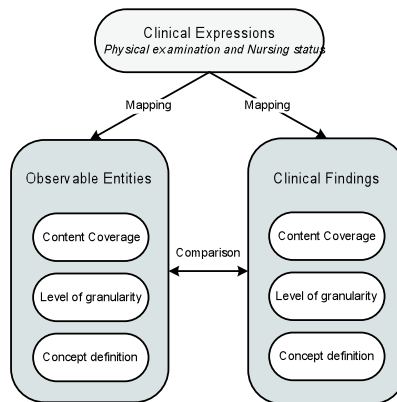 Clinical Expressions
Physical examination and Nursing status
Mapping
Mapping
Observable Entities
Content Coverage
Level of granularity
Concept definition
Comparison
Clinical Findings
Content Coverage
Level of granularity
Concept definition